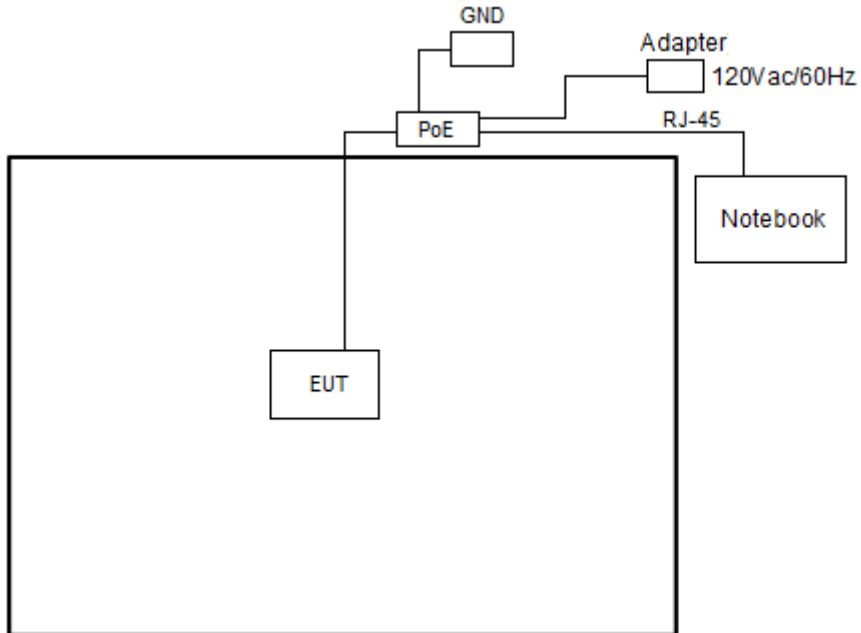 GND
Adapter
120Vac/60Hz
RJ-45
PoE
Notebook
EUT